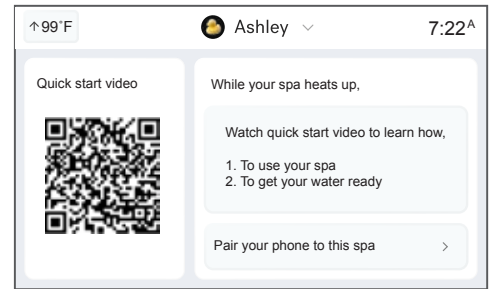 ↑99°F
Ashley
7:22ᴬ
Quick start video
While your spa heats up,
Watch quick start video to learn how,
1. To use your spa
2. To get your water ready
Pair your phone to this spa